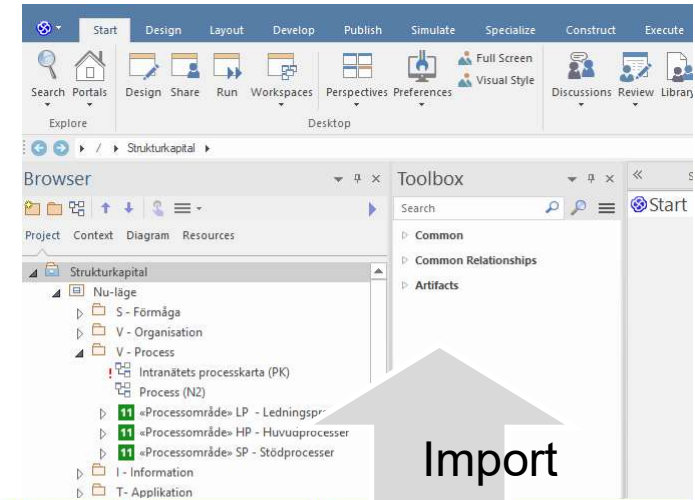 Start Design Layout Develop Publish Simulate Specialize Construct Execute
Full Screen
Visual Style
Search Portals Design Share Run Workspaces Perspectives Preferences Discussions Review Library
Explore Desktop
/ Strukturkapital
Browser
Project Context Diagram Resources
Strukturkapital
Nu-läge
S - Förmåga
V - Organisation
V - Process
! Intranätets processkarta (PK)
Process (N2)
11 «Processområde» LP - Ledningspr
11 «Processområde» HP - Huvudprocesser
11 «Processområde» SP - Stödprocesser
I - Information
T- Applikation
Toolbox
Search
Common
Common Relationships
Artifacts
Start
Import